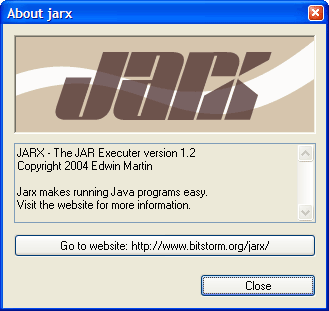 About jarx
jarx
JARX - The JAR Executer version 1.2
Copyright 2004 Edwin Martin
Jarx makes running Java programs easy.
Visit the website for more information.
Go to website: http://www.bitstorm.org/jarx/
Close